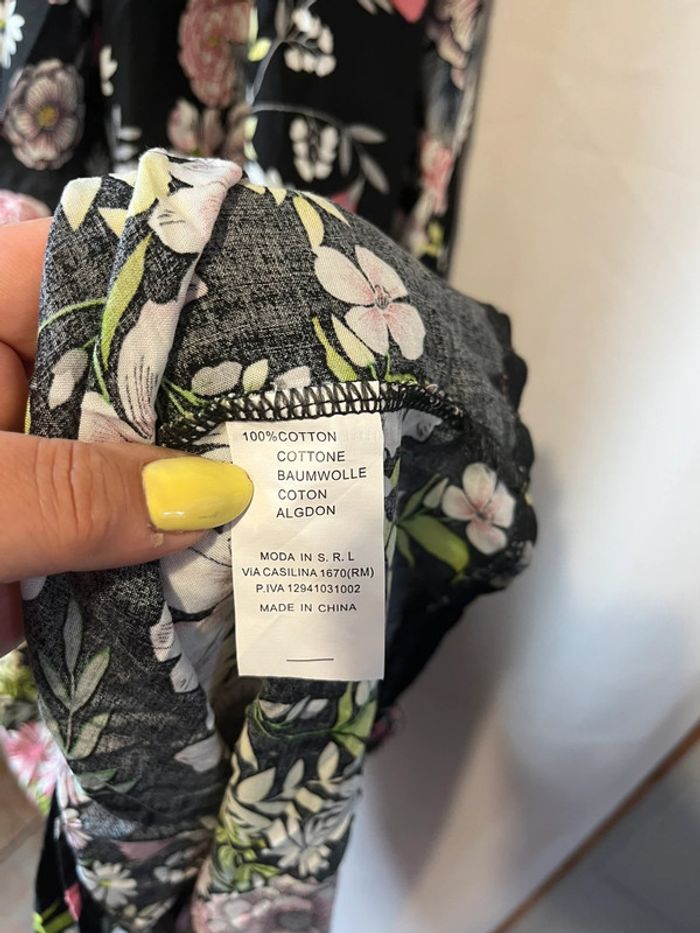 100%COTTON
COTTONE
BAUMWOLLE
COTON
ALGDON
MODA IN S. R. L
ViA CASILINA 1670(RM)
P.IVA 12941031002
MADE IN CHINA